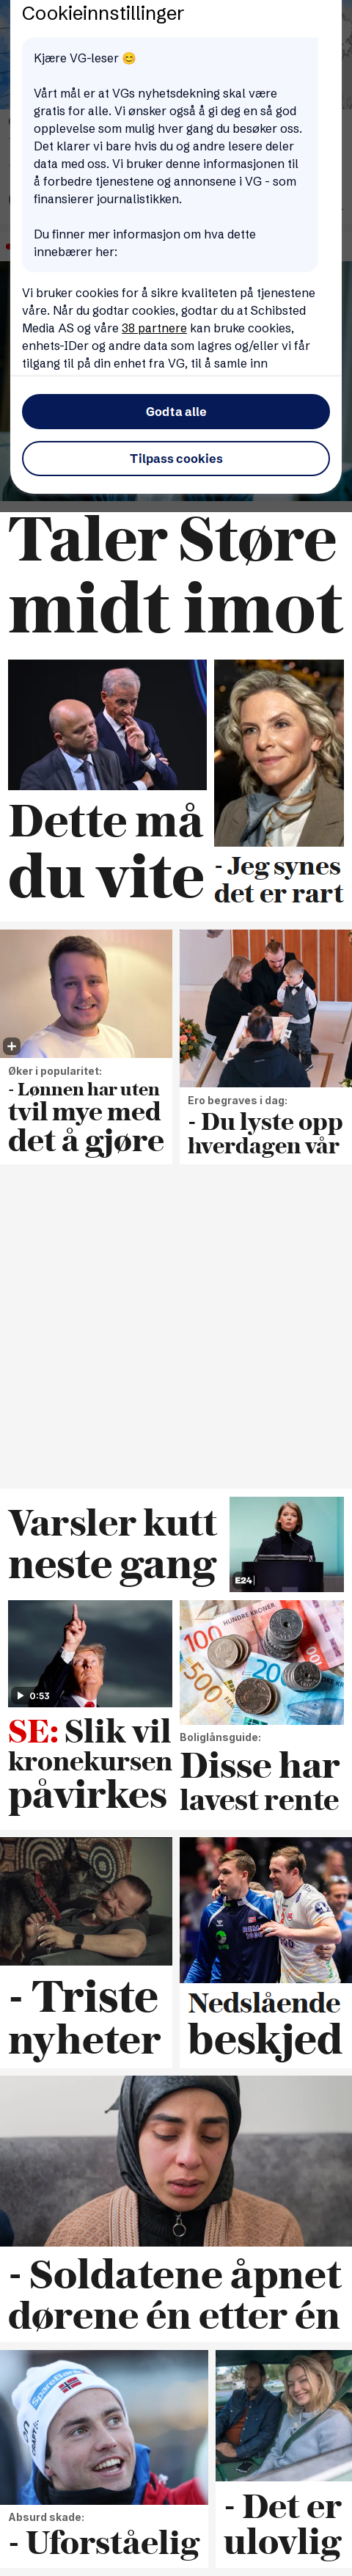 Cookieinnstillinger
Kjære VG-leser 😊
Vårt mål er at VGs nyhetsdekning skal være
gratis for alle. Vi ønsker også å gi deg en så god
opplevelse som mulig hver gang du besøker oss.
Det klarer vi bare hvis du og andre lesere deler
data med oss. Vi bruker denne informasjonen til
å forbedre tjenestene og annonsene i VG - som
finansierer journalistikken.
Du finner mer informasjon om hva dette
innebærer her:
Vi bruker cookies for å sikre kvaliteten på tjenestene
våre. Når du godtar cookies, godtar du at Schibsted
Media AS og våre 38 partnere kan bruke cookies,
enhets-IDer og andre data som lagres og/eller vi får
tilgang til på din enhet fra VG, til å samle inn
Godta alle
Tilpass cookies
Taler Støre
midt imot
Dette må
du vite
- Jeg synes
det er rart
Øker i popularitet:
- Lønnen har uten
tvil mye med
det å gjøre
Ero begraves i dag:
- Du lyste opp
hverdagen vår
Varsler kutt
neste gang
E24
0:53
SE: Slik vil
kronekursen
påvirkes
Boliglånsguide:
Disse har
lavest rente
- Triste
nyheter
Nedslående
beskjed
- Soldatene åpnet
dørene én etter én
Absurd skade:
- Uforståelig
- Det er
ulovlig